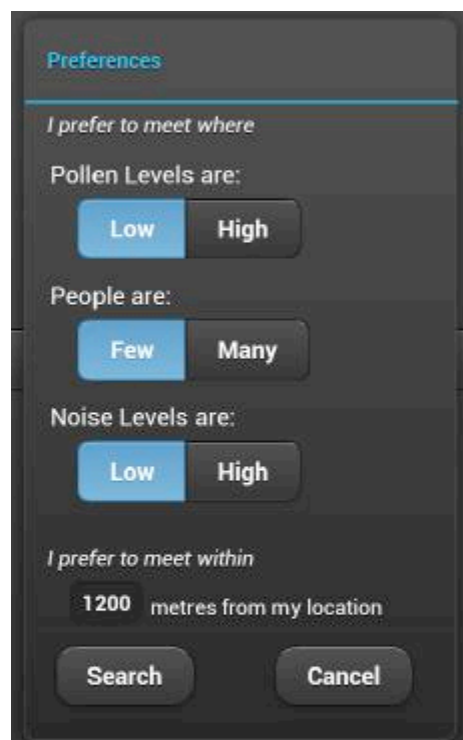 Preferences
I prefer to meet where
Pollen Levels are:
Low High
People are:
Few Many
Noise Levels are:
Low High
I prefer to meet within
1200 metres from my location
Search Cancel